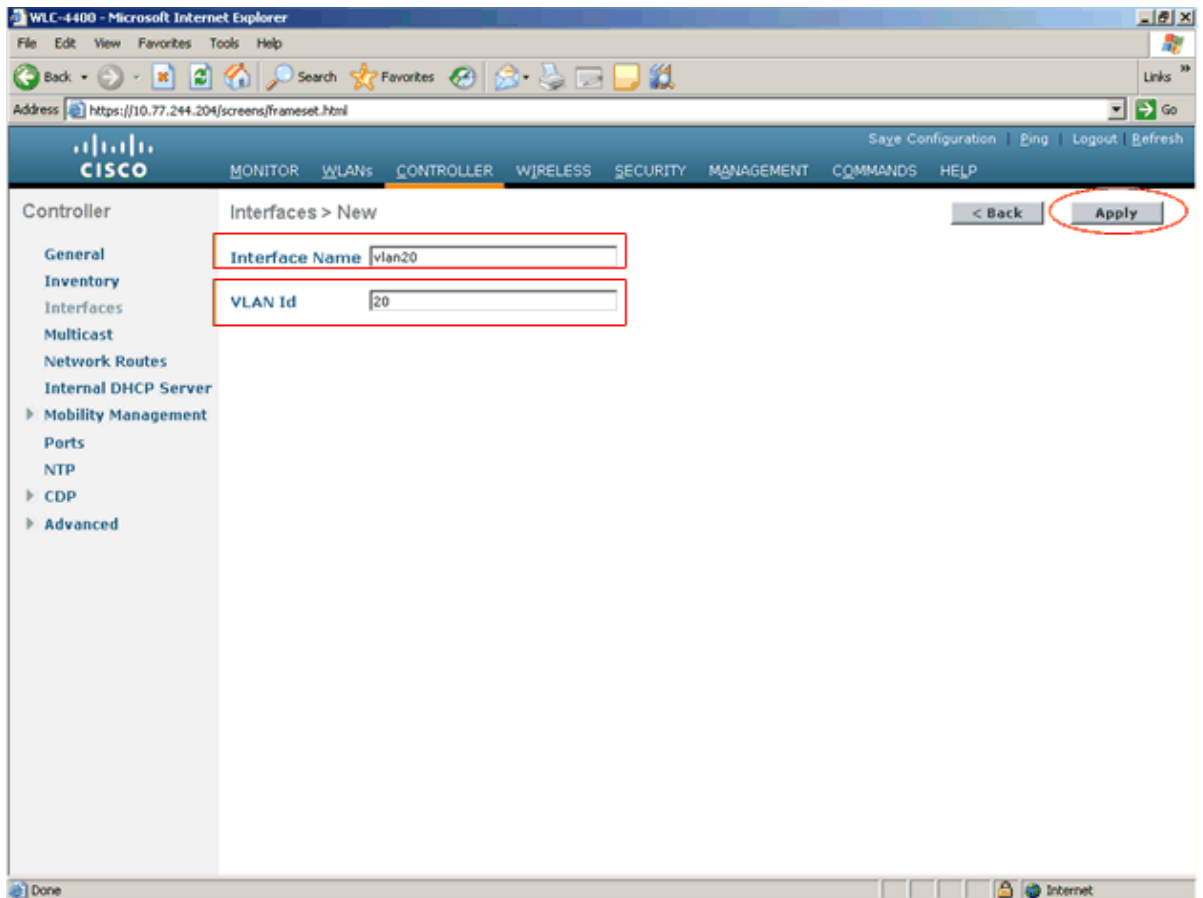 WLC-4400 - Microsoft Internet Explorer
File Edit View Favorites Tools Help
Back Search Favorites Links »
Address https://10.77.244.204/screens/frameset.html Go
Save Configuration | Ping | Logout | Refresh
CISCO MONITOR WLANs CONTROLLER WIRELESS SECURITY MANAGEMENT COMMANDS HELP
Controller
General
Inventory
Interfaces
Multicast
Network Routes
Internal DHCP Server
Mobility Management
Ports
NTP
CDP
Advanced
Interfaces > New
< Back Apply
Interface Name vlan20
VLAN Id 20
Done Internet